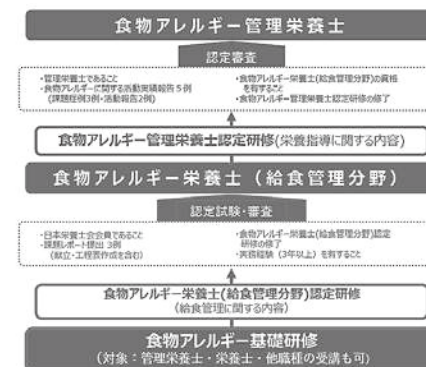 食物アレルギー管理栄養士
認定審査
・管理栄養士であること
・食物アレルギーに関する活動実績報告5例
(課題症例3例・活動報告2例)
・食物アレルギー栄養士(給食管理分野)の資格
を有すること
・食物アレルギー管理栄養士認定研修の修了
食物アレルギー管理栄養士認定研修(栄養指導に関する内容)
食物アレルギー栄養士（給食管理分野）
認定試験・審査
・日本栄養士会会員であること
・課題レポート提出 3例
(献立・工程表作成を含む)
・食物アレルギー栄養士(給食管理分野)認定
研修の修了
・実務経験（3年以上）を有すること
食物アレルギー栄養士(給食管理分野)認定研修
(給食管理に関する内容)
食物アレルギー基礎研修
(対象：管理栄養士・栄養士・他職種の受講も可)